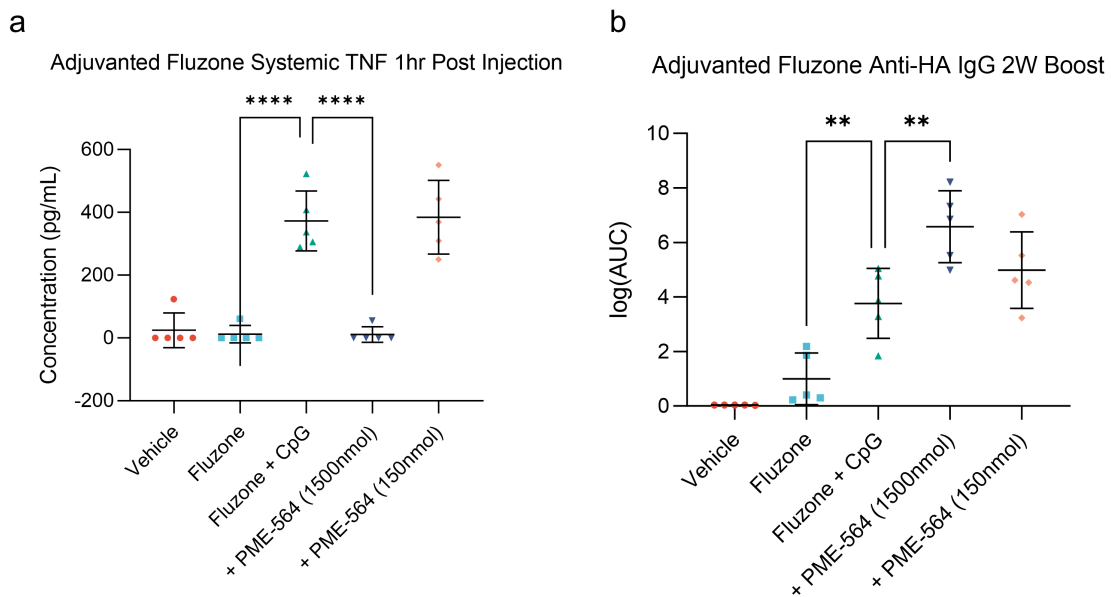 a
Adjuvanted Fluzone Systemic TNF 1hr Post Injection
**** ****
Concentration (pg/mL)
600
400
200
0
-200
Vehicle
Fluzone
Fluzone + CpG
+ PME-564 (1500nmol)
+ PME-564 (150nmol)
b
Adjuvanted Fluzone Anti-HA IgG 2W Boost
** **
log(AUC)
10
8
6
4
2
0
Vehicle
Fluzone
Fluzone + CpG
+ PME-564 (1500nmol)
+ PME-564 (150nmol)